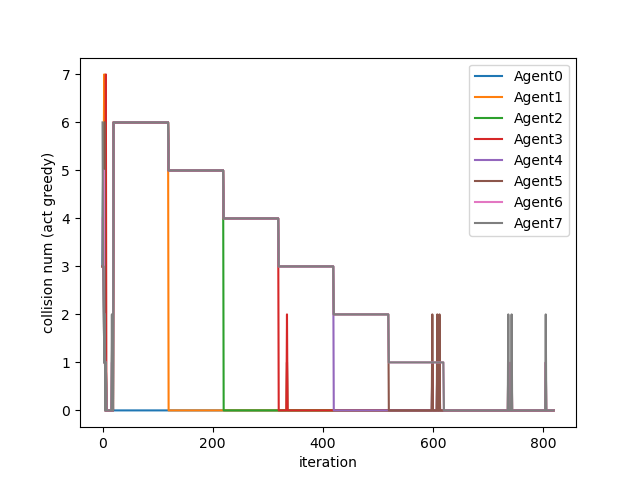 collision num (act greedy)
7
6
5
4
3
2
1
0
0
200
400
600
800
iteration
Agent0
Agent1
Agent2
Agent3
Agent4
Agent5
Agent6
Agent7